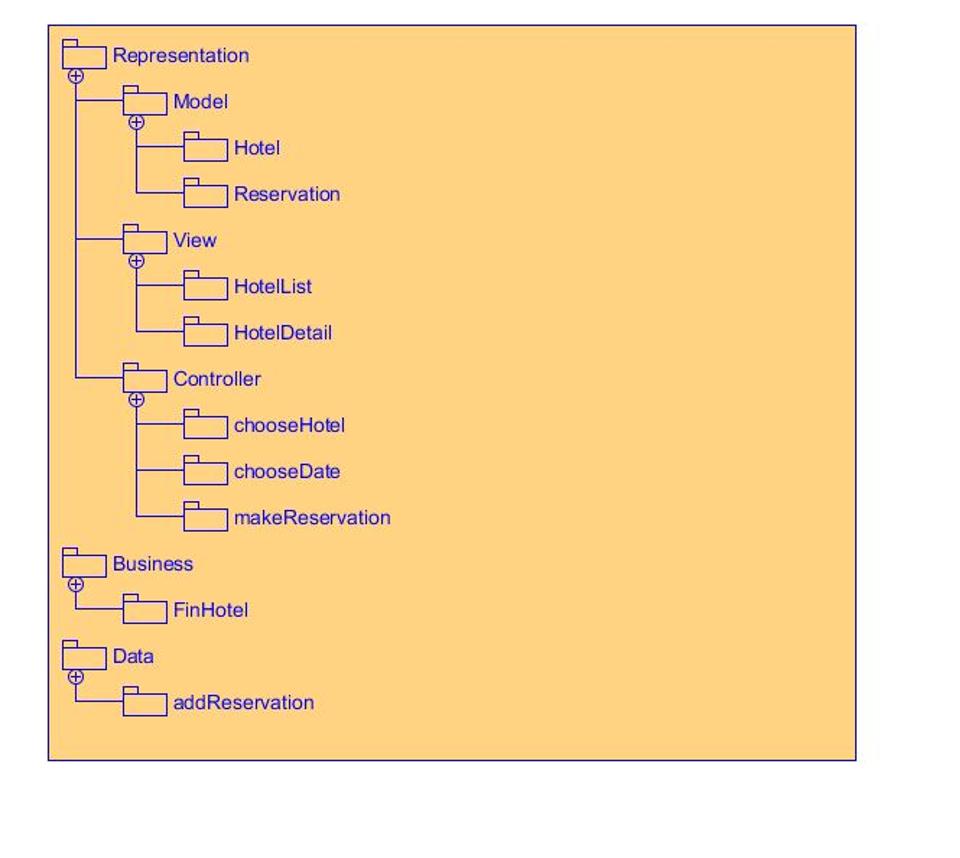 Representation
Model
Hotel
Reservation
View
HotelList
HotelDetail
Controller
chooseHotel
chooseDate
makeReservation
Business
FinHotel
Data
addReservation